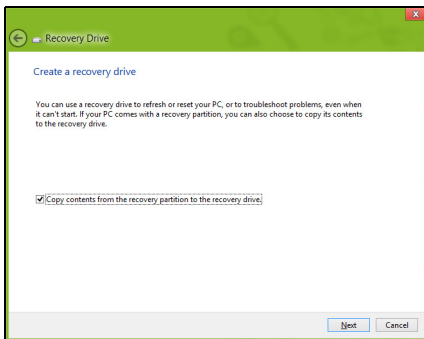 Recovery Drive
Create a recovery drive
You can use a recovery drive to refresh or reset your PC, or to troubleshoot problems, even when
it can't start. If your PC comes with a recovery partition, you can also choose to copy its contents
to the recovery drive.
Copy contents from the recovery partition to the recovery drive.
Next Cancel